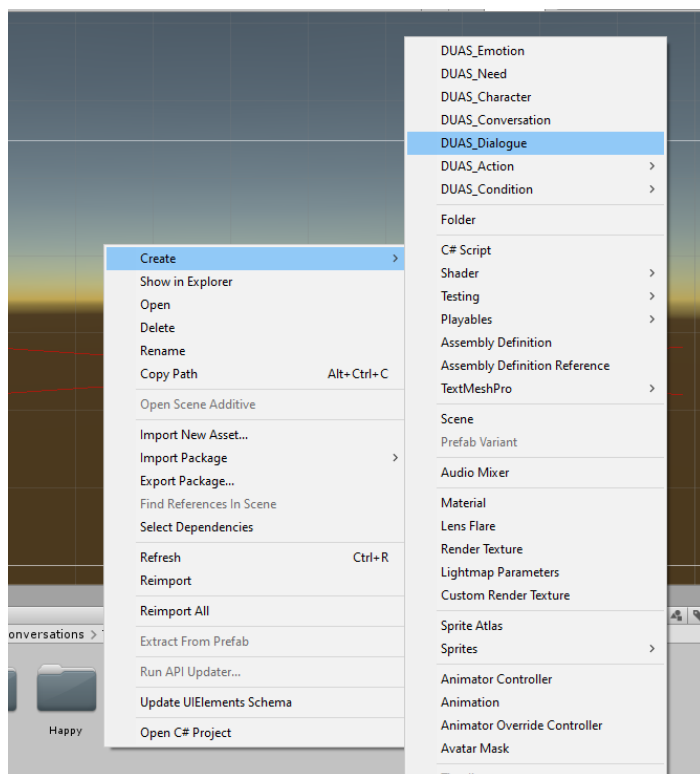 DUAS_Emotion
DUAS_Need
DUAS_Character
DUAS_Conversation
DUAS_Dialogue
DUAS_Action
DUAS_Condition
Folder
C# Script
Shader
Testing
Playables
Assembly Definition
Assembly Definition Reference
TextMeshPro
Scene
Prefab Variant
Audio Mixer
Material
Lens Flare
Render Texture
Lightmap Parameters
Custom Render Texture
Sprite Atlas
Sprites
Animator Controller
Animation
Animator Override Controller
Avatar Mask
Create
Show in Explorer
Open
Delete
Rename
Copy Path Alt+Ctrl+C
Open Scene Additive
Import New Asset...
Import Package
Export Package...
Find References In Scene
Select Dependencies
Refresh Ctrl+R
Reimport
Reimport All
Extract From Prefab
Run API Updater...
Update UIElements Schema
Open C# Project
onversations >
Happy